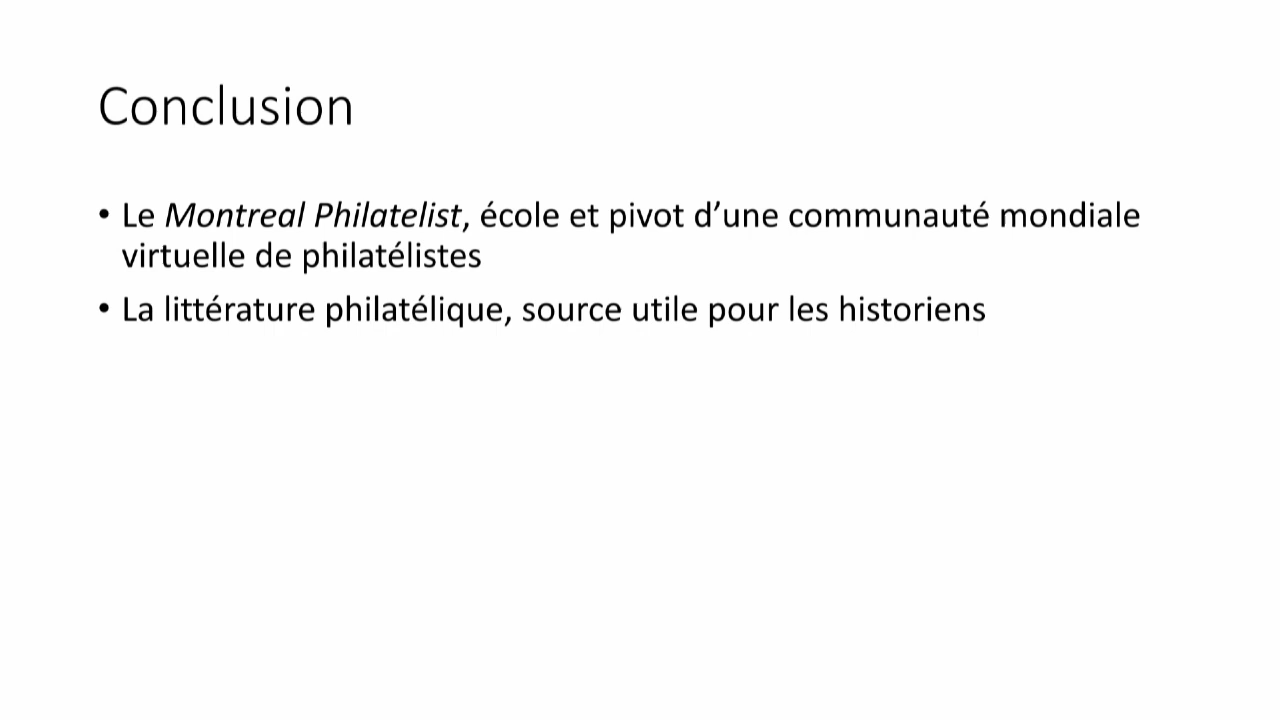 Conclusion
• Le Montreal Philatelist, école et pivot d’une communauté mondiale
virtuelle de philatélistes
• La littérature philatélique, source utile pour les historiens